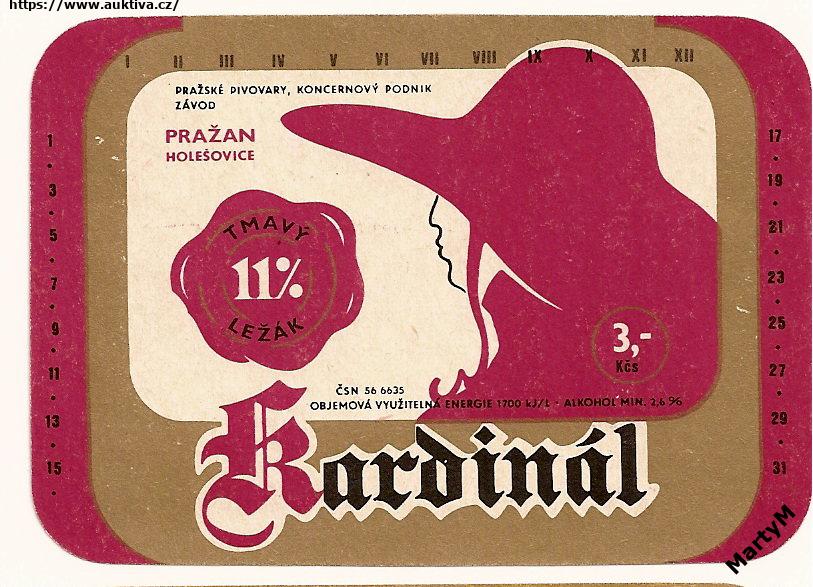 https://www.auktiva.cz/
I II III IV V VI VII VIII IX X XI XII
PRAŽSKÉ PIVOVARY, KONCERNOVÝ PODNIK
ZÁVOD
PRAŽAN
HOLEŠOVICE
1 • 3 • 5 • 7 • 9 • 11 • 13 • 15 •
17 • 19 • 21 • 23 • 25 • 27 • 29 • 31
TMAVÝ
11%
LEŽÁK
3,-
Kčs
ČSN 56 6635
OBJEMOVÁ VYUŽITELNÁ ENERGIE 1700 kJ/L · ALKOHOL MIN. 2,6 %
Kardinál
MartyM